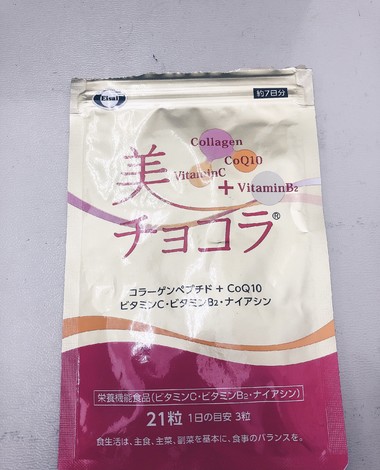 Eisai
約7日分
Collagen
CoQ10
VitaminC
+ VitaminB₂
美
チョコラ®
コラーゲンペプチド + CoQ10
ビタミンC・ビタミンB₂・ナイアシン
栄養機能食品(ビタミンC・ビタミンB₂・ナイアシン)
21粒 1日の目安 3粒
食生活は、主食、主菜、副菜を基本に、食事のバランスを。